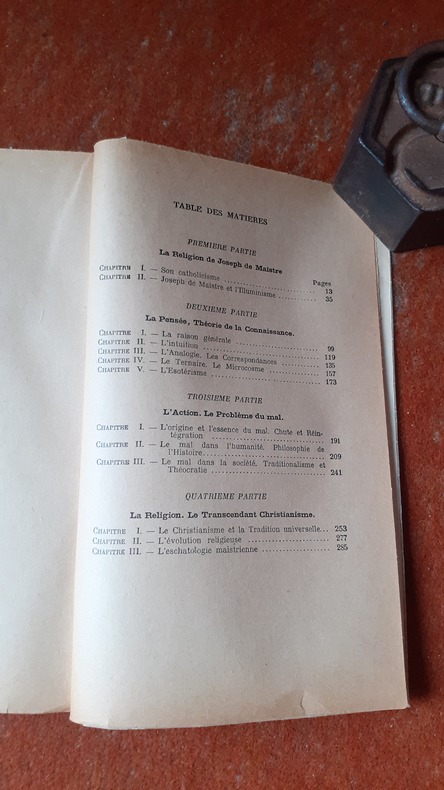 TABLE DES MATIERES
PREMIERE PARTIE
La Religion de Joseph de Maistre
Pages
CHAPITRE I. — Son catholicisme .......................... 13
CHAPITRE II. — Joseph de Maistre et l'Illuminisme ............ 35
DEUXIEME PARTIE
La Pensée, Théorie de la Connaissance.
CHAPITRE I. — La raison générale .......................... 99
CHAPITRE II. — L'intuition .......................... 119
CHAPITRE III. — L'Analogie. Les Correspondances ............ 135
CHAPITRE IV. — Le Ternaire. Le Microcosme ............ 157
CHAPITRE V. — L'Esotérisme .......................... 173
TROISIEME PARTIE
L'Action. Le Problème du mal.
CHAPITRE I. — L'origine et l'essence du mal. Chute et Réin-
tégration .......................... 191
CHAPITRE II. — Le mal dans l'humanité. Philosophie de
l'Histoire.......................... 209
CHAPITRE III. — Le mal dans la société. Traditionalisme et
Théocratie .......................... 241
QUATRIEME PARTIE
La Religion. Le Transcendant Christianisme.
CHAPITRE I. — Le Christianisme et la Tradition universelle... 253
CHAPITRE II. — L'évolution religieuse .................... 277
CHAPITRE III. — L'eschatologie maistrienne .................. 285